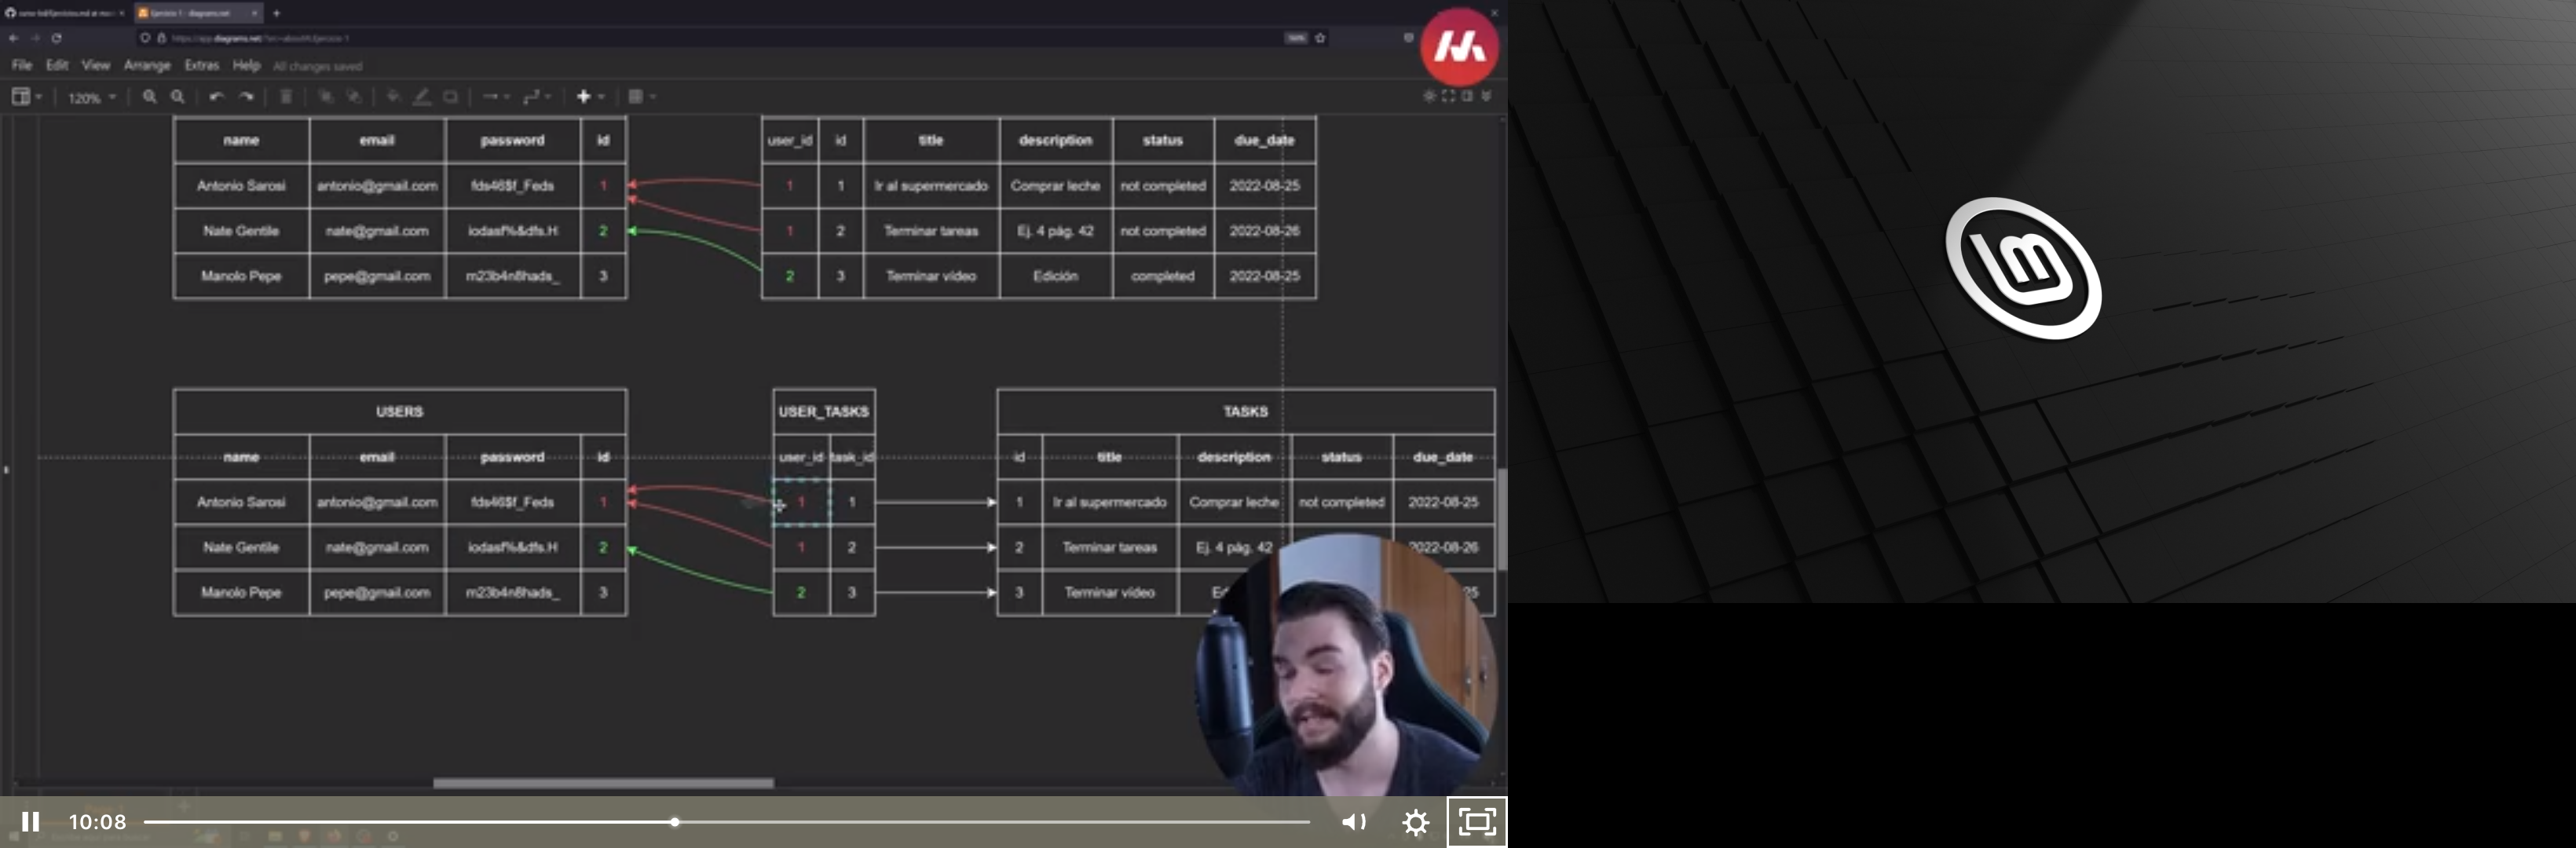 File Edit View Arrange Extras Help All changes saved
120%
name email password id
Antonio Sarosi antonio@gmail.com fds46$f_Feds 1
Nate Gentile nate@gmail.com iodasf%&dfs.H 2
Manolo Pepe pepe@gmail.com m23b4n8hads_ 3
user_id id title description status due_date
1 1 Ir al supermercado Comprar leche not completed 2022-08-25
1 2 Terminar tareas Ej. 4 pág. 42 not completed 2022-08-26
2 3 Terminar vídeo Edición completed 2022-08-25
USERS
name email password id
Antonio Sarosi antonio@gmail.com fds46$f_Feds 1
Nate Gentile nate@gmail.com iodasf%&dfs.H 2
Manolo Pepe pepe@gmail.com m23b4n8hads_ 3
USER_TASKS
user_id task_id
1 1
1 2
2 3
TASKS
id title description status due_date
1 Ir al supermercado Comprar leche not completed 2022-08-25
2 Terminar tareas Ej. 4 pág. 42 2022-08-26
3 Terminar vídeo
10:08